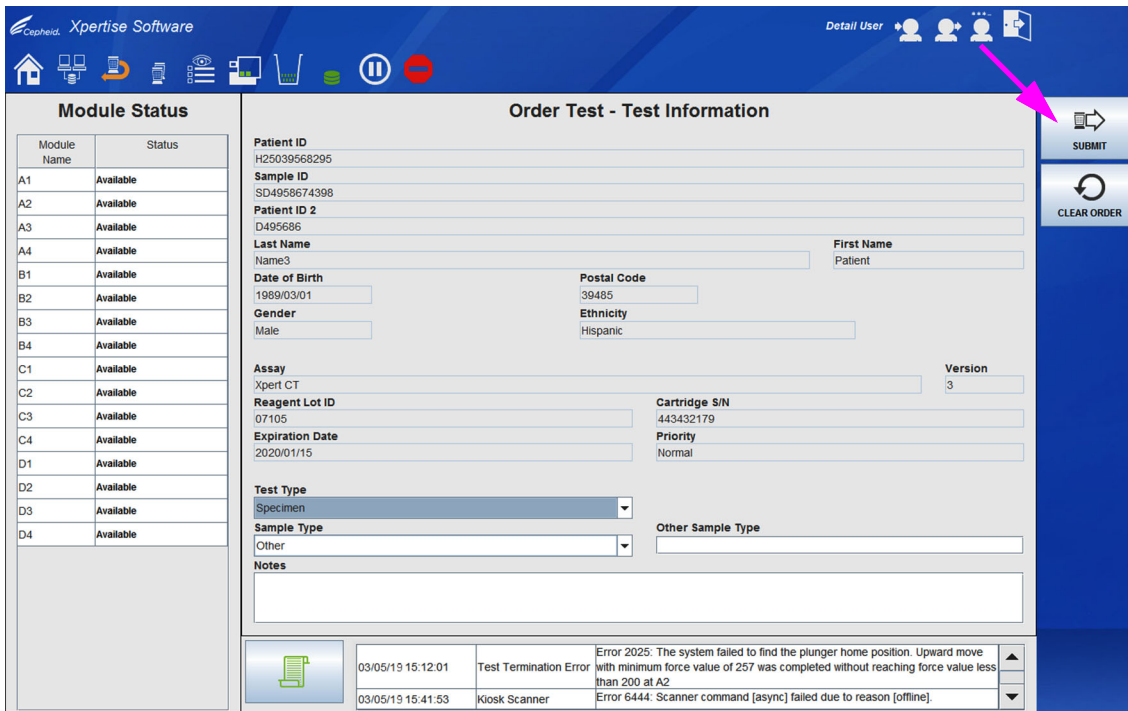 Cepheid. Xpertise Software
Detail User
Module Status
Module Name Status
A1 Available
A2 Available
A3 Available
A4 Available
B1 Available
B2 Available
B3 Available
B4 Available
C1 Available
C2 Available
C3 Available
C4 Available
D1 Available
D2 Available
D3 Available
D4 Available
Order Test - Test Information
Patient ID
H25039568295
Sample ID
SD4958674398
Patient ID 2
D495686
Last Name First Name
Name3 Patient
Date of Birth Postal Code
1989/03/01 39485
Gender Ethnicity
Male Hispanic
Assay Version
Xpert CT 3
Reagent Lot ID Cartridge S/N
07105 443432179
Expiration Date Priority
2020/01/15 Normal
Test Type
Specimen
Sample Type Other Sample Type
Other
Notes
03/05/19 15:12:01 Test Termination Error Error 2025: The system failed to find the plunger home position. Upward move
with minimum force value of 257 was completed without reaching force value less
than 200 at A2
03/05/19 15:41:53 Kiosk Scanner Error 6444: Scanner command [async] failed due to reason [offline].
SUBMIT
CLEAR ORDER